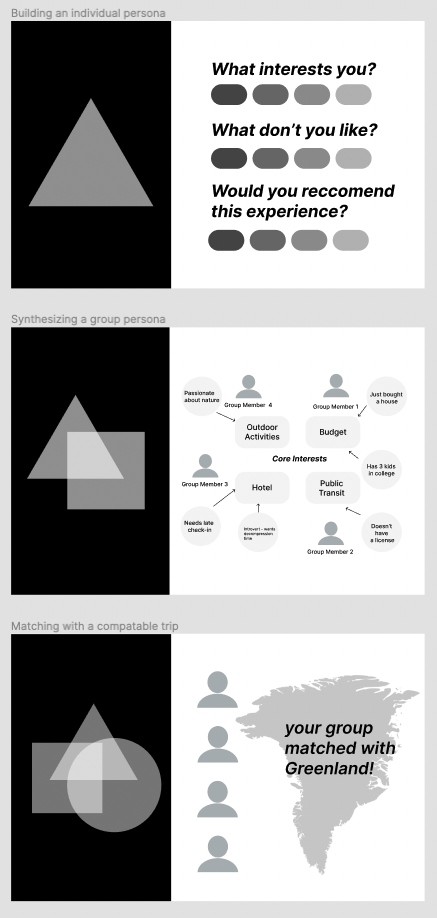 Building an individual persona
What interests you?
What don't you like?
Would you reccomend
this experience?
Synthesizing a group persona
Passionate
about nature
Group Member 4
Group Member 1
Just bought
a house
Outdoor
Activities
Budget
Core Interests
Group Member 3
Has 3 kids
in college
Hotel
Public
Transit
Needs late
check-in
Introvert - wants
decompression
time
Doesn't
have
a license
Group Member 2
Matching with a compatable trip
your group
matched with
Greenland!